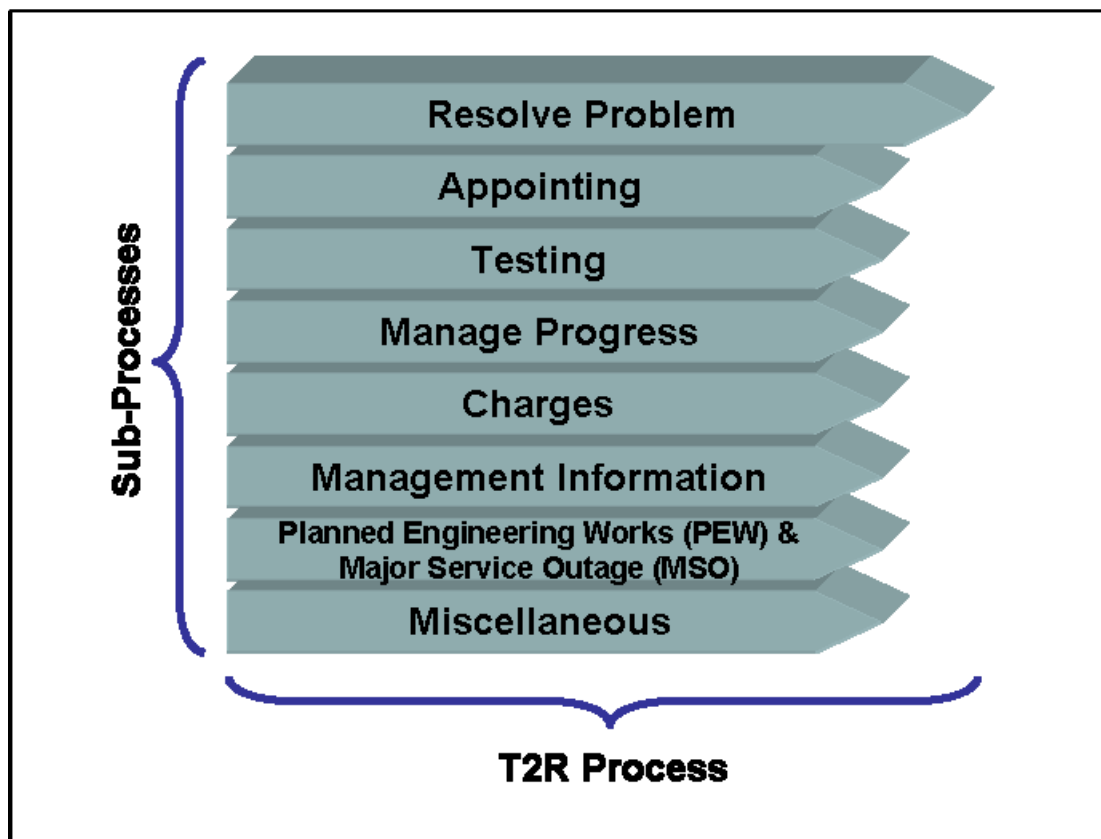 Sub-Processes
Resolve Problem
Appointing
Testing
Manage Progress
Charges
Management Information
Planned Engineering Works (PEW) &
Major Service Outage (MSO)
Miscellaneous
T2R Process